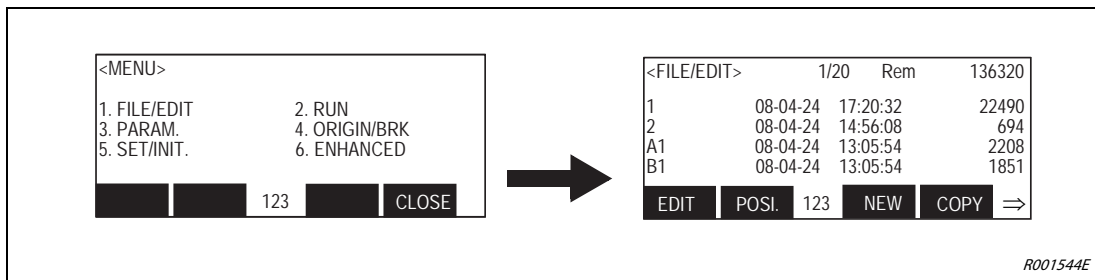 <MENU>
1. FILE/EDIT 2. RUN
3. PARAM. 4. ORIGIN/BRK
5. SET/INIT. 6. ENHANCED
123 CLOSE
<FILE/EDIT> 1/20 Rem 136320
1 08-04-24 17:20:32 22490
2 08-04-24 14:56:08 694
A1 08-04-24 13:05:54 2208
B1 08-04-24 13:05:54 1851
EDIT POSI. 123 NEW COPY ⇒
R001544E